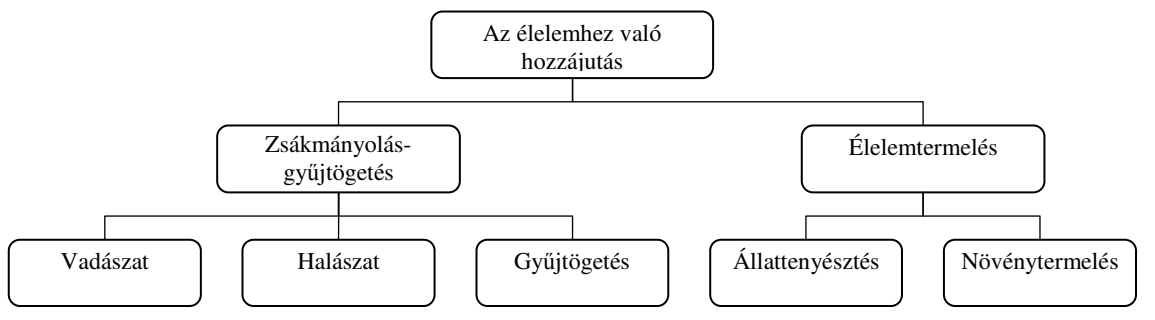 Az élelemhez való
hozzájutás
Zsákmányolás-
gyűjtögetés
Élelemtermelés
Vadászat
Halászat
Gyűjtögetés
Állattenyésztés
Növénytermelés